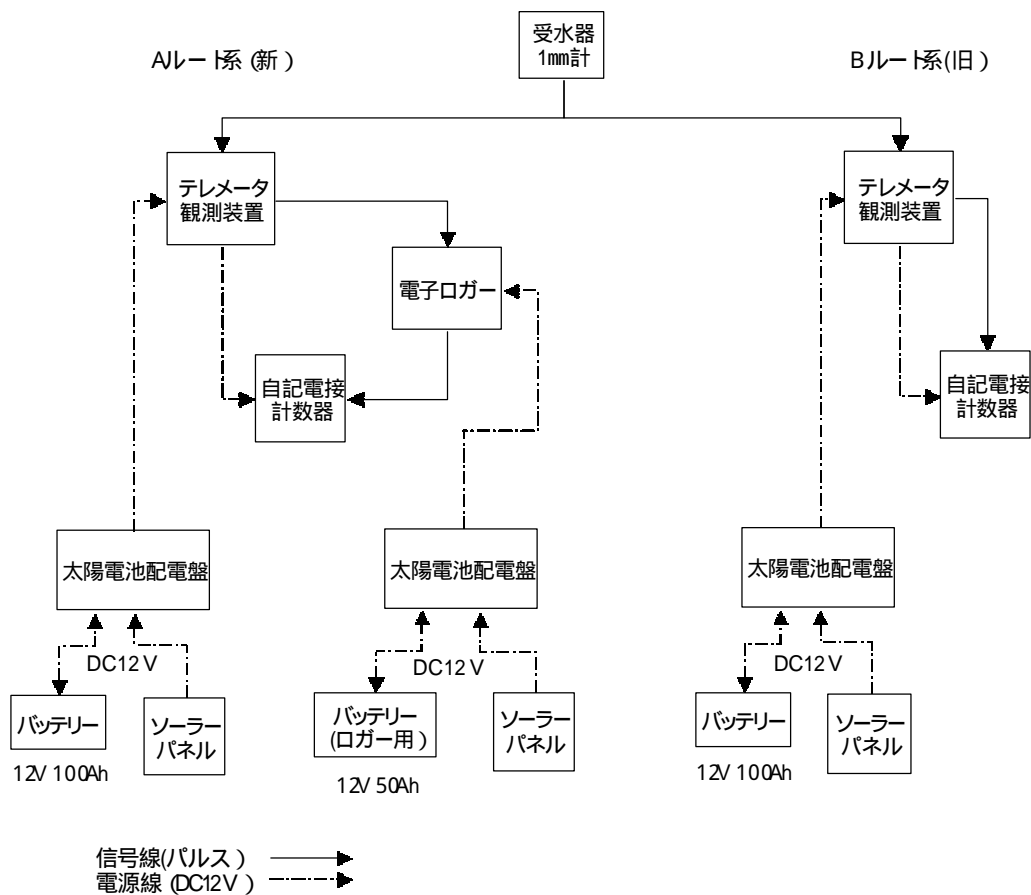 受水器
1mm計
Aルート系(新)
Bルート系(旧)
テレメータ
観測装置
テレメータ
観測装置
電子ロガー
自記電接
計数器
自記電接
計数器
太陽電池配電盤
太陽電池配電盤
太陽電池配電盤
DC12V
DC12V
DC12V
バッテリー
ソーラー
パネル
バッテリー
(ロガー用)
ソーラー
パネル
バッテリー
ソーラー
パネル
12V 100Ah
12V 50Ah
12V 100Ah
信号線(パルス)
電源線(DC12V)